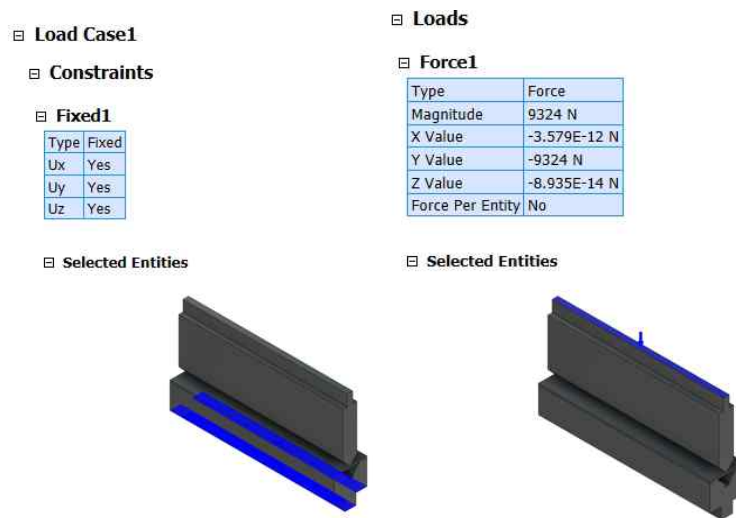 Load Case1
Constraints
Fixed1
Type Fixed
Ux Yes
Uy Yes
Uz Yes
Selected Entities
Loads
Force1
Type Force
Magnitude 9324 N
X Value -3.579E-12 N
Y Value -9324 N
Z Value -8.935E-14 N
Force Per Entity No
Selected Entities